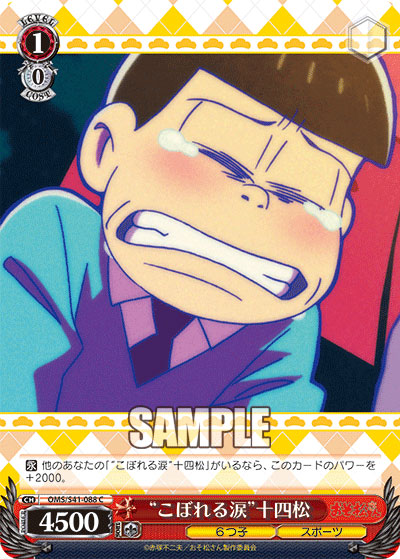 LEVEL
1
0
COST
SAMPLE
永 他のあなたの「“こぼれる涙”十四松」がいるなら、このカードのパワーを
+2000。
CH OMS/S41-088 C
4500
“こぼれる涙”十四松
6つ子
スポーツ
©赤塚不二夫／おそ松さん製作委員会